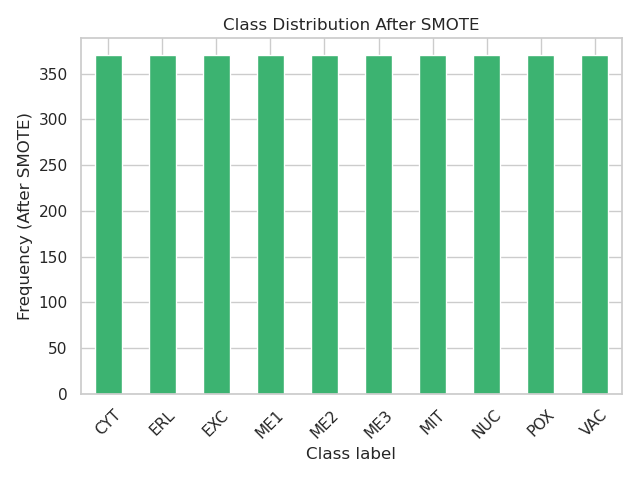 Class Distribution After SMOTE
Frequency (After SMOTE)
350
300
250
200
150
100
50
0
CYT
ERL
EXC
ME1
ME2
ME3
MIT
NUC
POX
VAC
Class label